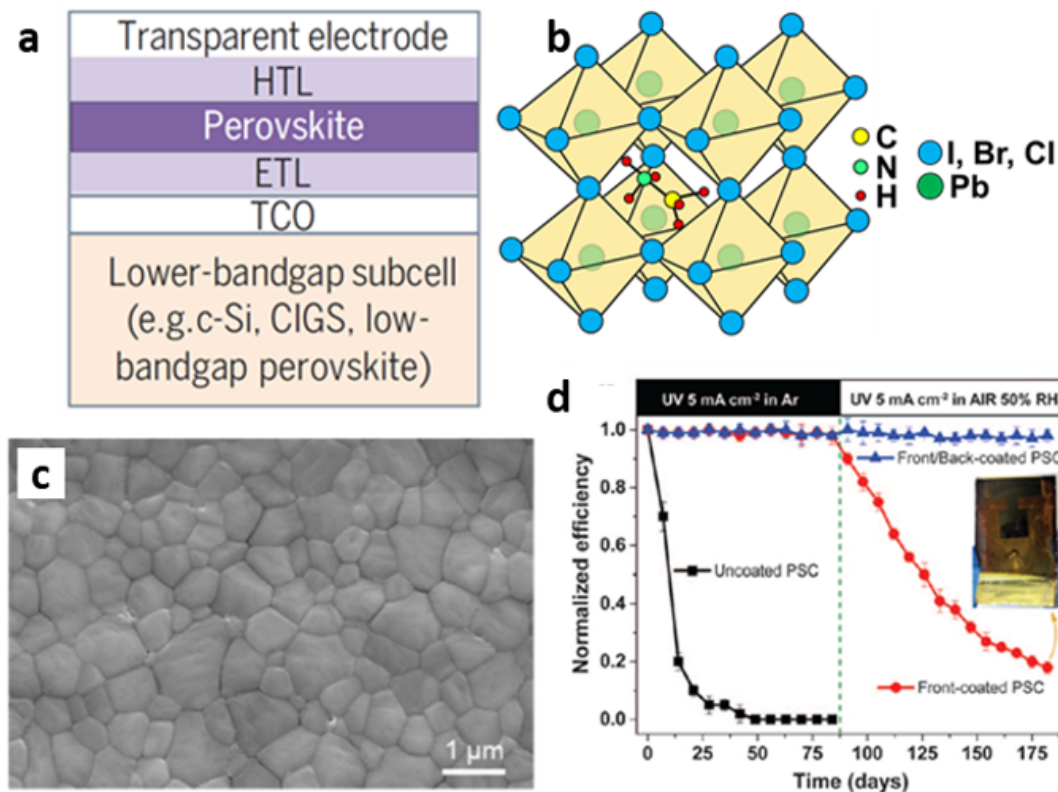 a
Transparent electrode
HTL
Perovskite
ETL
TCO
Lower-bandgap subcell
(e.g.c-Si, CIGS, low-
bandgap perovskite)
b
C
N
H
I, Br, Cl
Pb
c
1 µm
d
UV 5 mA cm⁻² in Ar
UV 5 mA cm⁻² in AIR 50% RH
Front/Back-coated PSC
Uncoated PSC
Front-coated PSC
Normalized efficiency
1.0
0.8
0.6
0.4
0.2
0.0
0
25
50
75
100
125
150
175
Time (days)